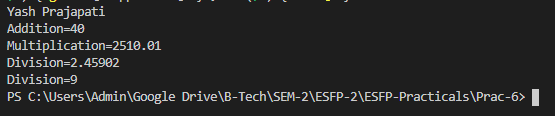 Yash Prajapati
Addition=40
Multiplication=2510.01
Division=2.45902
Division=9
PS C:\Users\Admin\Google Drive\B-Tech\SEM-2\ESFP-2\ESFP-Practicals\Prac-6>